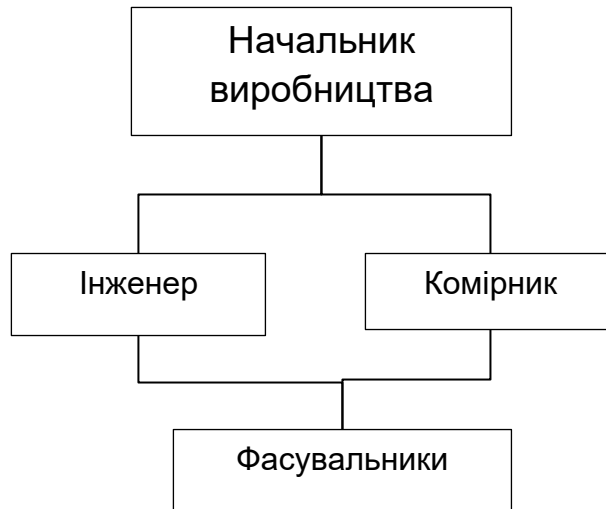 Начальник
виробництва
Інженер
Комірник
Фасувальники